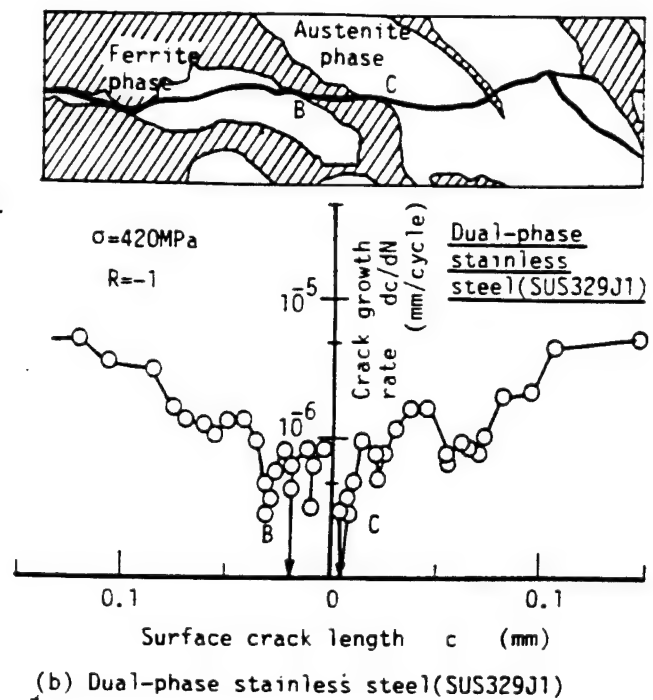 Ferrite
phase
Austenite
phase
B
C
σ=420MPa
R=-1
Crack growth
rate dc/dN
(mm/cycle)
Dual-phase
stainless
steel(SUS329J1)
10⁻⁵
10⁻⁶
B
C
0.1
0
0.1
Surface crack length c (mm)
(b) Dual-phase stainless steel(SUS329J1)